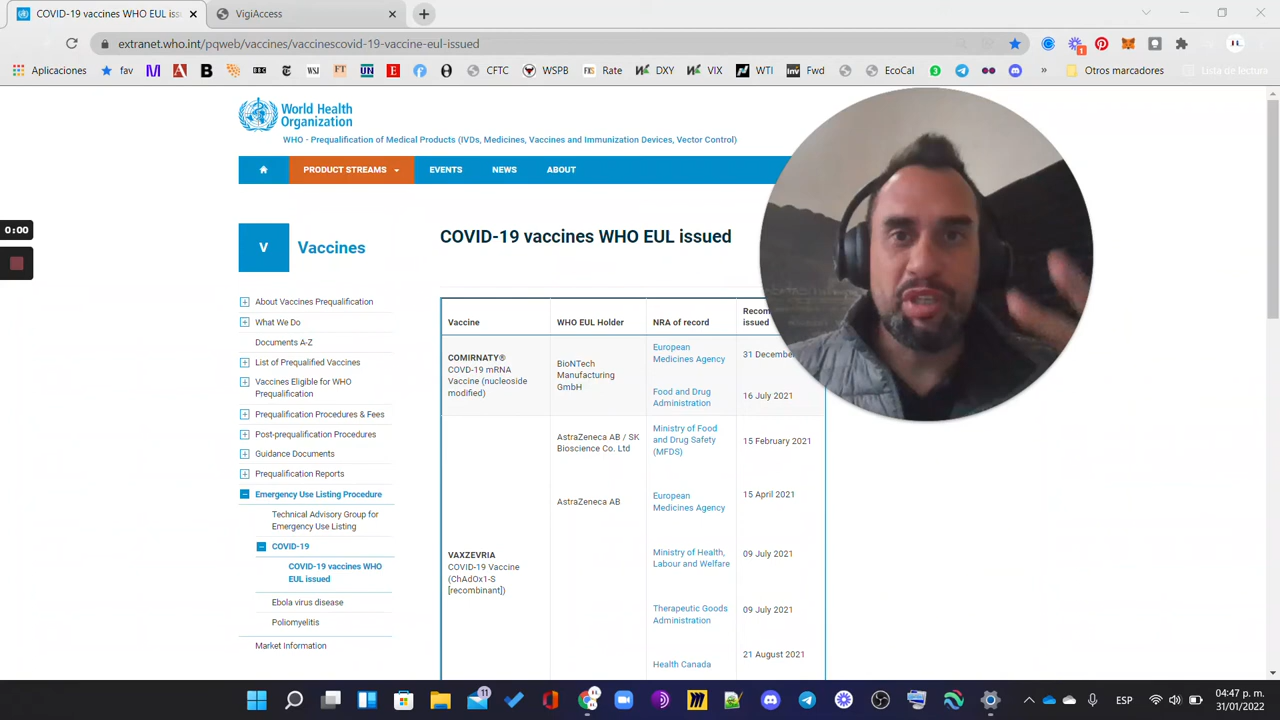 COVID-19 vaccines WHO EUL iss
VigiAccess
extranet.who.int/pqweb/vaccines/vaccinescovid-19-vaccine-eul-issued
Aplicaciones fav CFTC WSPB Rate WDXY VIX WTI Fwd EcoCal Otros marcadores Lista de lectura
World Health
Organization
WHO - Prequalification of Medical Products (IVDs, Medicines, Vaccines and Immunization Devices, Vector Control)
PRODUCT STREAMS EVENTS NEWS ABOUT
0:00
V Vaccines
About Vaccines Prequalification
What We Do
Documents A-Z
List of Prequalified Vaccines
Vaccines Eligible for WHO
Prequalification
Prequalification Procedures & Fees
Post-prequalification Procedures
Guidance Documents
Prequalification Reports
Emergency Use Listing Procedure
Technical Advisory Group for
Emergency Use Listing
COVID-19
COVID-19 vaccines WHO
EUL issued
Ebola virus disease
Poliomyelitis
Market Information
COVID-19 vaccines WHO EUL issued
Vaccine WHO EUL Holder NRA of record
issued
COMIRNATY®
COVD-19 mRNA
Vaccine (nucleoside
modified)
BioNTech
Manufacturing
GmbH
European
Medicines Agency
31 December
Food and Drug
Administration
16 July 2021
VAXZEVRIA
COVID-19 Vaccine
(ChAdOx1-S
[recombinant])
AstraZeneca AB / SK
Bioscience Co. Ltd
Ministry of Food
and Drug Safety
(MFDS)
15 February 2021
AstraZeneca AB
European
Medicines Agency
15 April 2021
Ministry of Health,
Labour and Welfare
09 July 2021
Therapeutic Goods
Administration
09 July 2021
Health Canada
21 August 2021
11
ESP
04:47 p. m.
31/01/2022